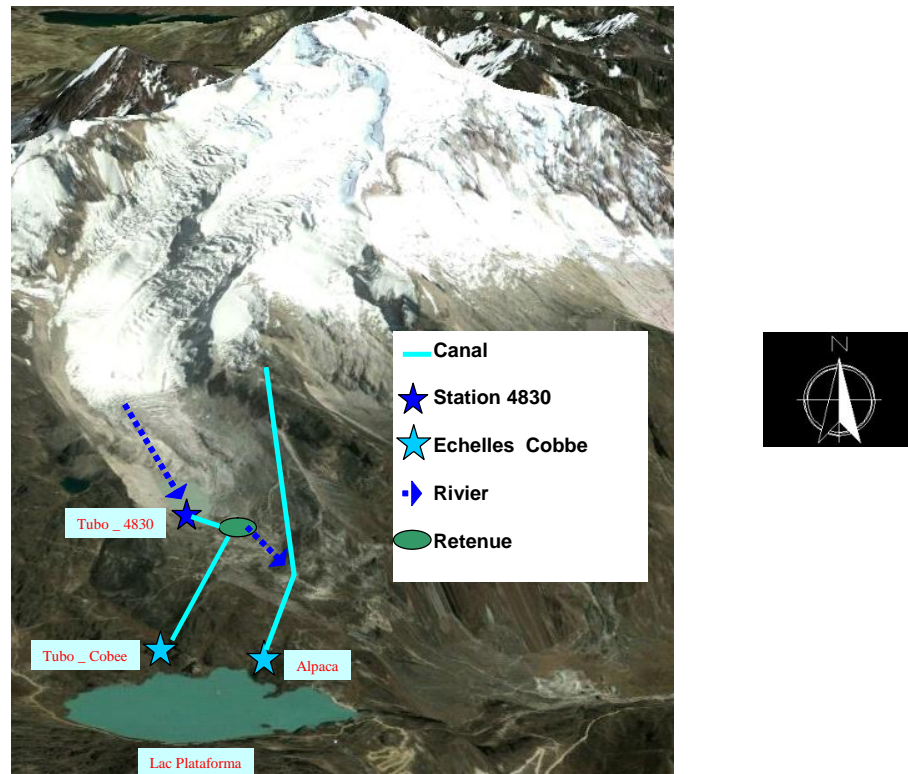 N
Canal
Station 4830
Echelles Cobbe
Rivier
Retenue
Tubo _ 4830
Tubo _ Cobee
Alpaca
Lac Plataforma